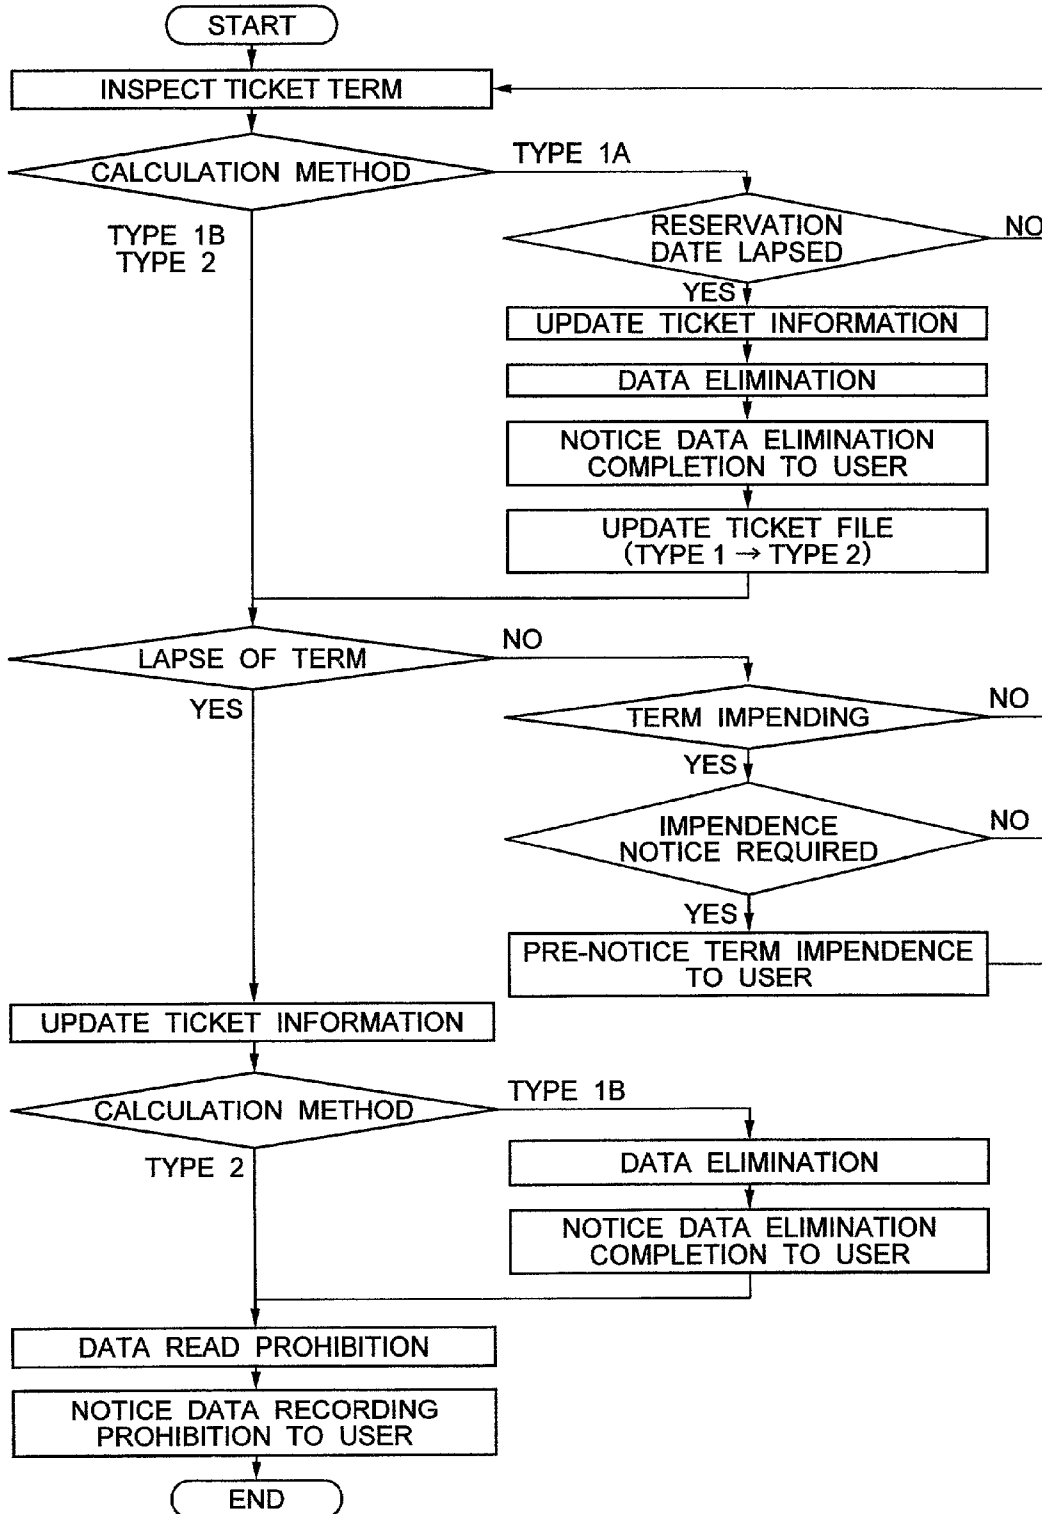 START
INSPECT TICKET TERM
CALCULATION METHOD
TYPE 1A
TYPE 1B
TYPE 2
RESERVATION
DATE LAPSED
NO
YES
UPDATE TICKET INFORMATION
DATA ELIMINATION
NOTICE DATA ELIMINATION
COMPLETION TO USER
UPDATE TICKET FILE
(TYPE 1 → TYPE 2)
LAPSE OF TERM
NO
YES
TERM IMPENDING
NO
YES
IMPENDENCE
NOTICE REQUIRED
NO
YES
PRE-NOTICE TERM IMPENDENCE
TO USER
UPDATE TICKET INFORMATION
CALCULATION METHOD
TYPE 1B
TYPE 2
DATA ELIMINATION
NOTICE DATA ELIMINATION
COMPLETION TO USER
DATA READ PROHIBITION
NOTICE DATA RECORDING
PROHIBITION TO USER
END